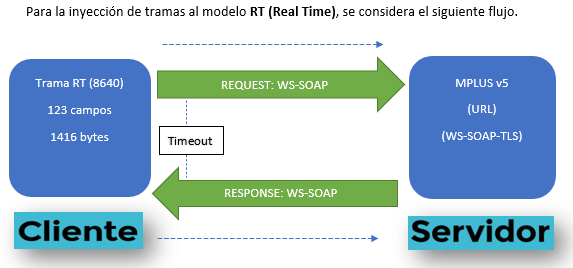 Para la inyección de tramas al modelo RT (Real Time), se considera el siguiente flujo.
Trama RT (8640)
123 campos
1416 bytes
REQUEST: WS-SOAP
MPLUS v5
(URL)
(WS-SOAP-TLS)
Timeout
RESPONSE: WS-SOAP
Cliente
Servidor